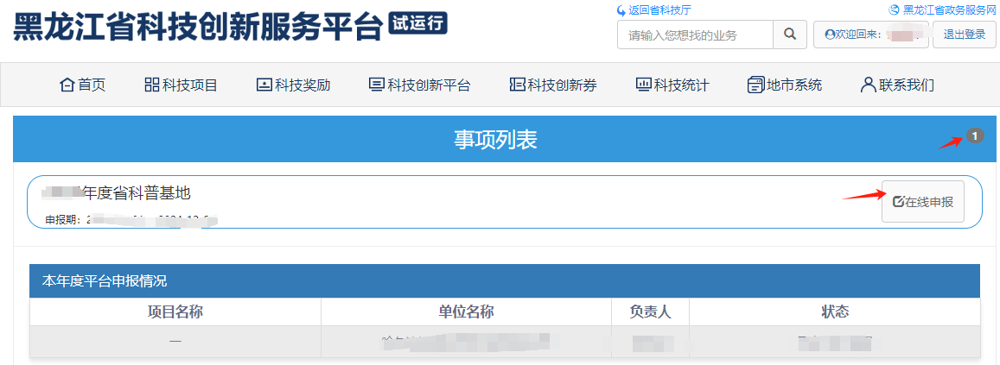 黑龙江省科技创新服务平台 试运行
返回省科技厅
黑龙江省政务服务网
请输入您想找的业务
欢迎回来：
退出登录
首页 科技项目 科技奖励 科技创新平台 科技创新券 科技统计 地市系统 联系我们
事项列表
1
年度省科普基地
申报期：2
在线申报
本年度平台申报情况
项目名称 单位名称 负责人 状态
—